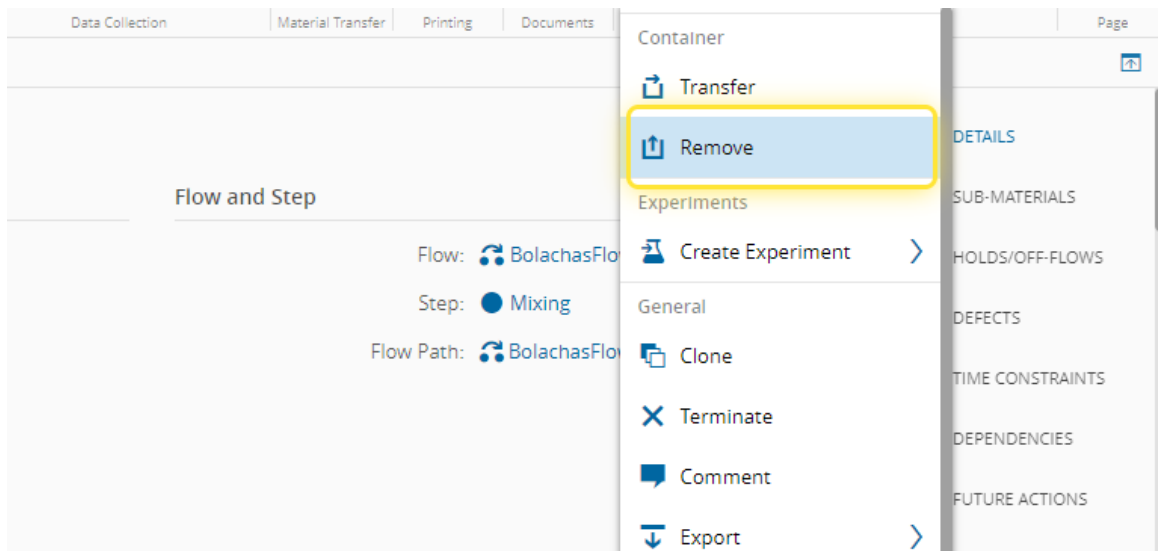 Data Collection
Material Transfer
Printing
Documents
Page
Container
Transfer
Remove
Experiments
Create Experiment
General
Clone
Terminate
Comment
Export
Flow and Step
Flow: BolachasFlo
Step: Mixing
Flow Path: BolachasFlo
DETAILS
SUB-MATERIALS
HOLDS/OFF-FLOWS
DEFECTS
TIME CONSTRAINTS
DEPENDENCIES
FUTURE ACTIONS